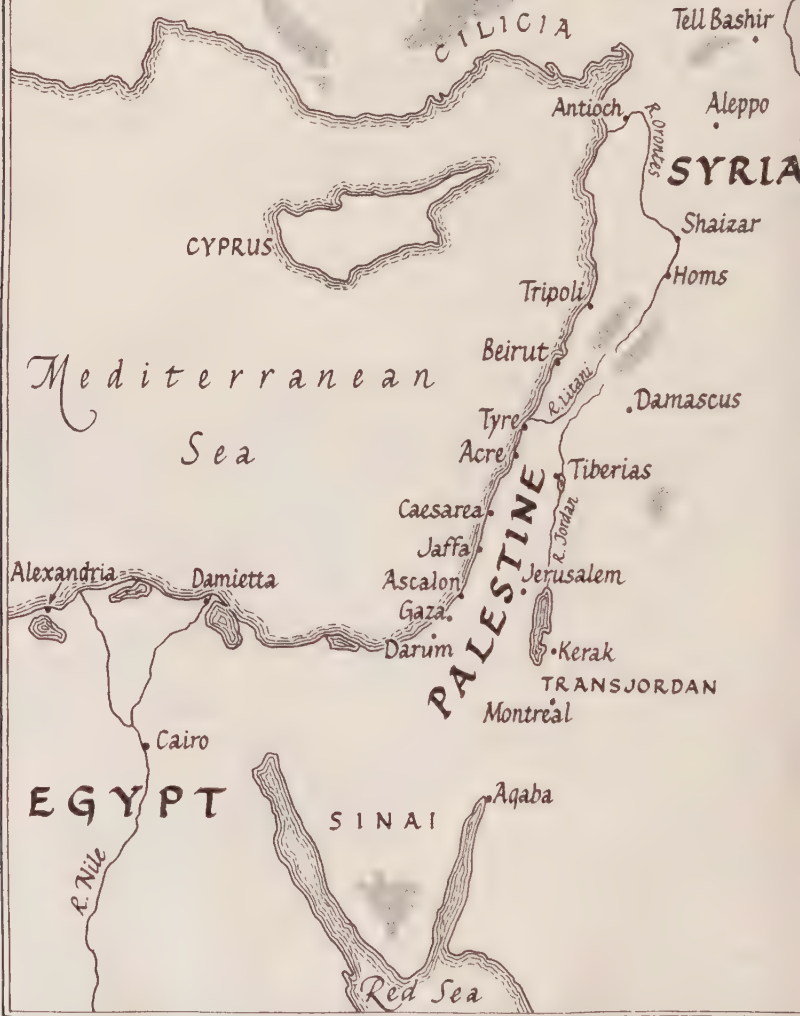 Tell Bashir
CILICIA
Antioch
R. Orontes
Aleppo
SYRIA
Shaizar
CYPRUS
Homs
Tripoli
Beirut
Mediterranean
Sea
R. Litani
Damascus
Tyre
Acre
Tiberias
Caesarea
R. Jordan
Jaffa
PALESTINE
Alexandria
Damietta
Ascalon
Jerusalem
Gaza
Darum
Kerak
TRANSJORDAN
Montreal
Cairo
EGYPT
SINAI
Aqaba
R. Nile
Red Sea